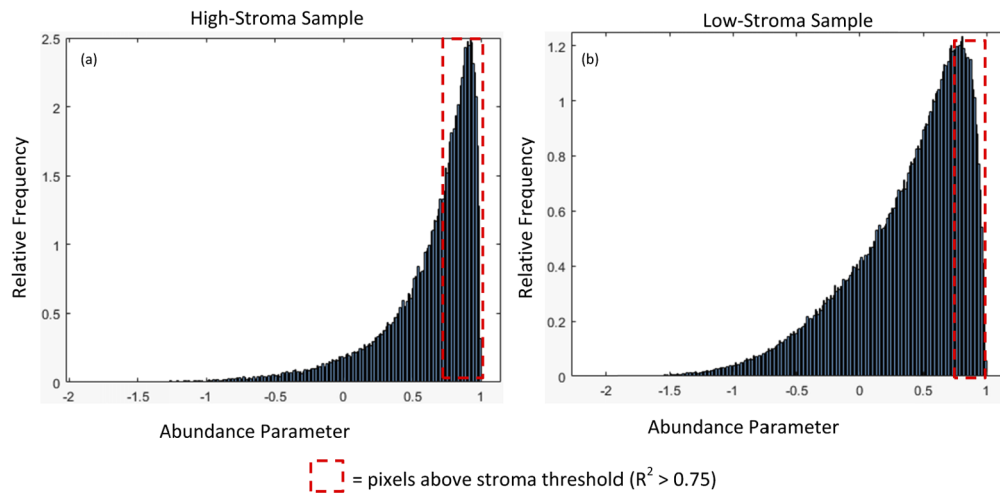 High-Stroma Sample
(a)
Relative Frequency
2.5
2
1.5
1
0.5
0
-2 -1.5 -1 -0.5 0 0.5 1
Abundance Parameter
Low-Stroma Sample
(b)
Relative Frequency
1.2
1
0.8
0.6
0.4
0.2
0
-2 -1.5 -1 -0.5 0 0.5 1
Abundance Parameter
= pixels above stroma threshold (R² > 0.75)